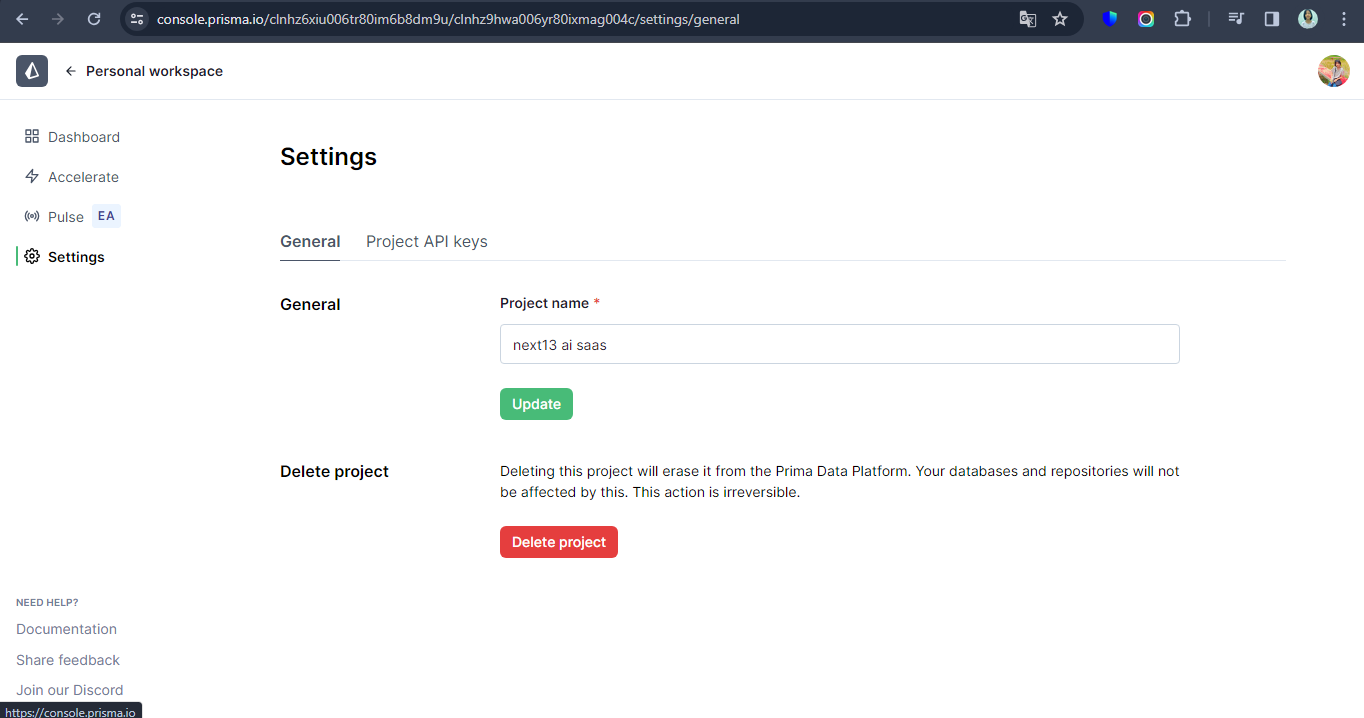 console.prisma.io/clnhz6xiu006tr80im6b8dm9u/clnhz9hwa006yr80ixmag004c/settings/general
Personal workspace
Dashboard
Accelerate
Pulse EA
Settings
Settings
General Project API keys
General
Project name *
next13 ai saas
Update
Delete project
Deleting this project will erase it from the Prima Data Platform. Your databases and repositories will not
be affected by this. This action is irreversible.
Delete project
NEED HELP?
Documentation
Share feedback
Join our Discord
https://console.prisma.io